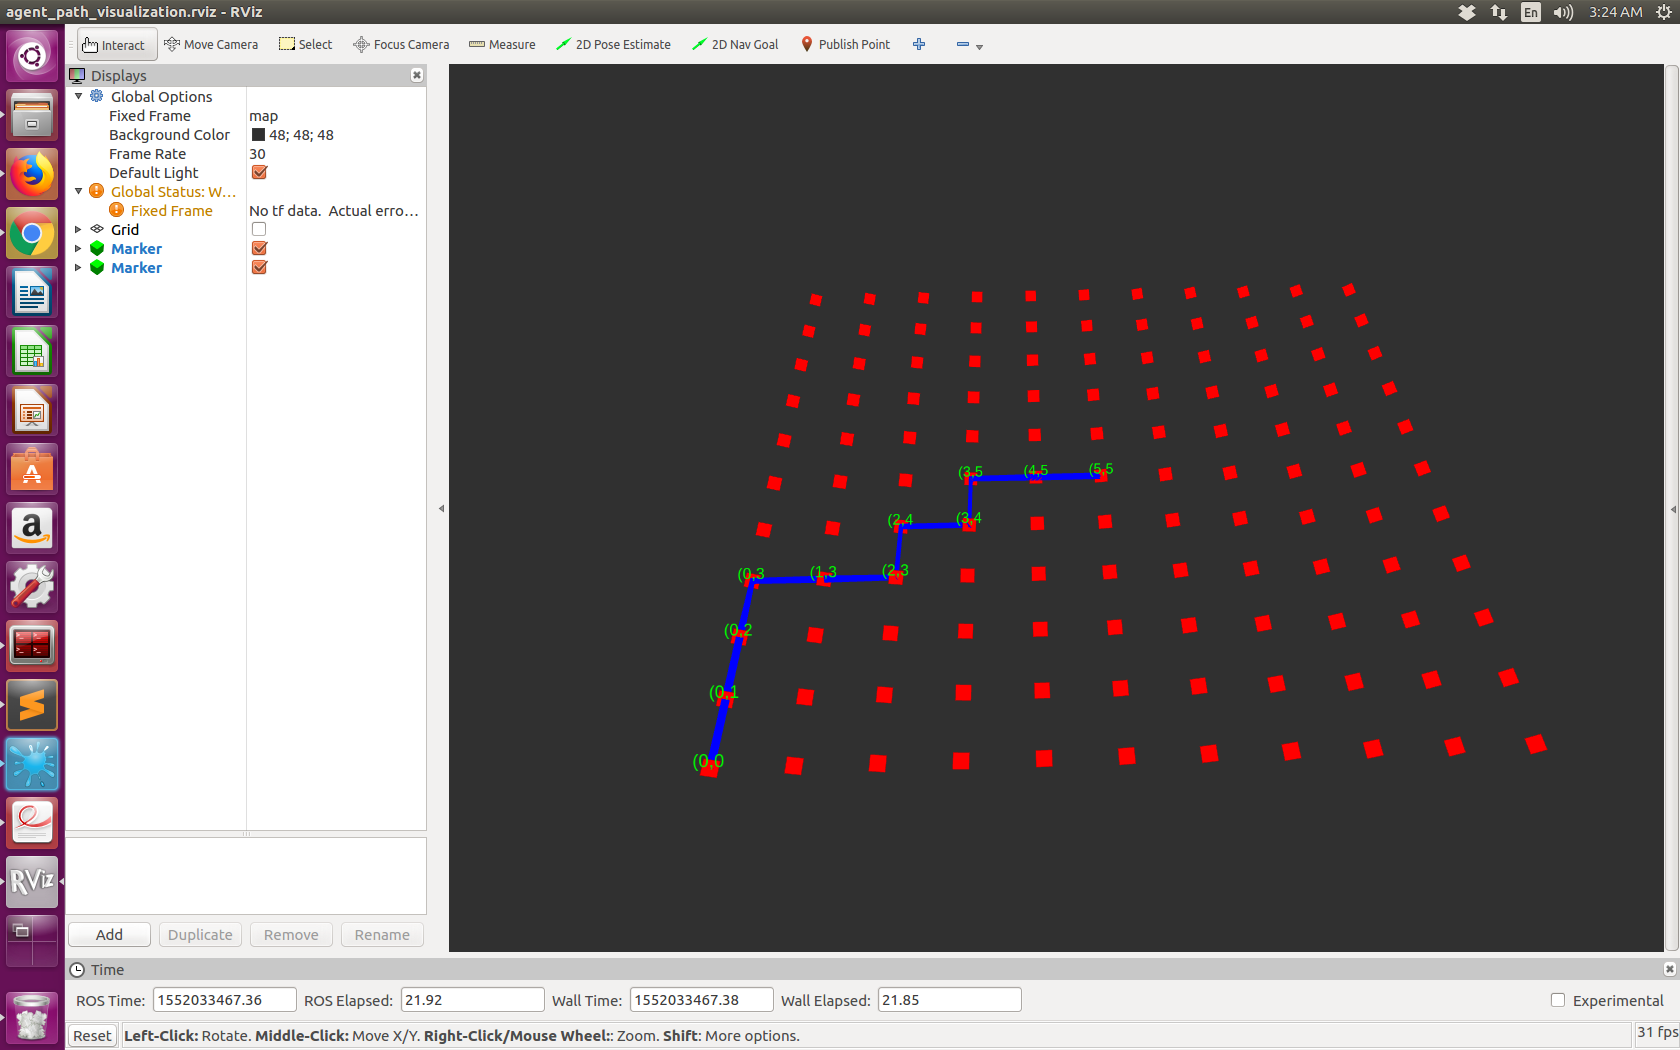 agent_path_visualization.rviz - RViz
En
3:24 AM
Interact
Move Camera
Select
Focus Camera
Measure
2D Pose Estimate
2D Nav Goal
Publish Point
Displays
Global Options
Fixed Frame map
Background Color 48; 48; 48
Frame Rate 30
Default Light
Global Status: W...
Fixed Frame No tf data. Actual erro...
Grid
Marker
Marker
(3,5 (4,5 (5,5
(2,4 (3,4
(0,3 (1,3 (2,3
(0,2
(0,1
(0,0
RViz
Add Duplicate Remove Rename
Time
ROS Time: 1552033467.36 ROS Elapsed: 21.92 Wall Time: 1552033467.38 Wall Elapsed: 21.85 Experimental
Reset Left-Click: Rotate. Middle-Click: Move X/Y. Right-Click/Mouse Wheel:: Zoom. Shift: More options. 31 fps